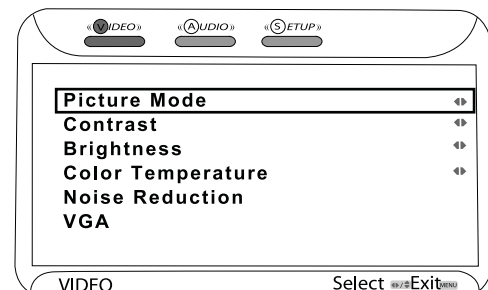 «VIDEO» «AUDIO» «SETUP»
Picture Mode
Contrast
Brightness
Color Temperature
Noise Reduction
VGA
VIDEO Select / Exit MENU